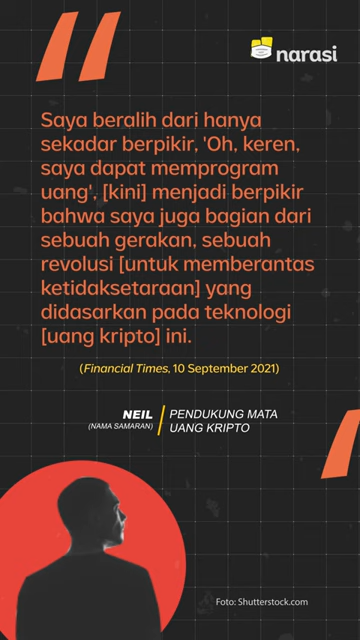 narasi
Saya beralih dari hanya
sekadar berpikir, 'Oh, keren,
saya dapat memprogram
uang', [kini] menjadi berpikir
bahwa saya juga bagian dari
sebuah gerakan, sebuah
revolusi [untuk memberantas
ketidaksetaraan] yang
didasarkan pada teknologi
[uang kripto] ini.
(Financial Times, 10 September 2021)
NEIL
(NAMA SAMARAN)
PENDUKUNG MATA
UANG KRIPTO
Foto: Shutterstock.com